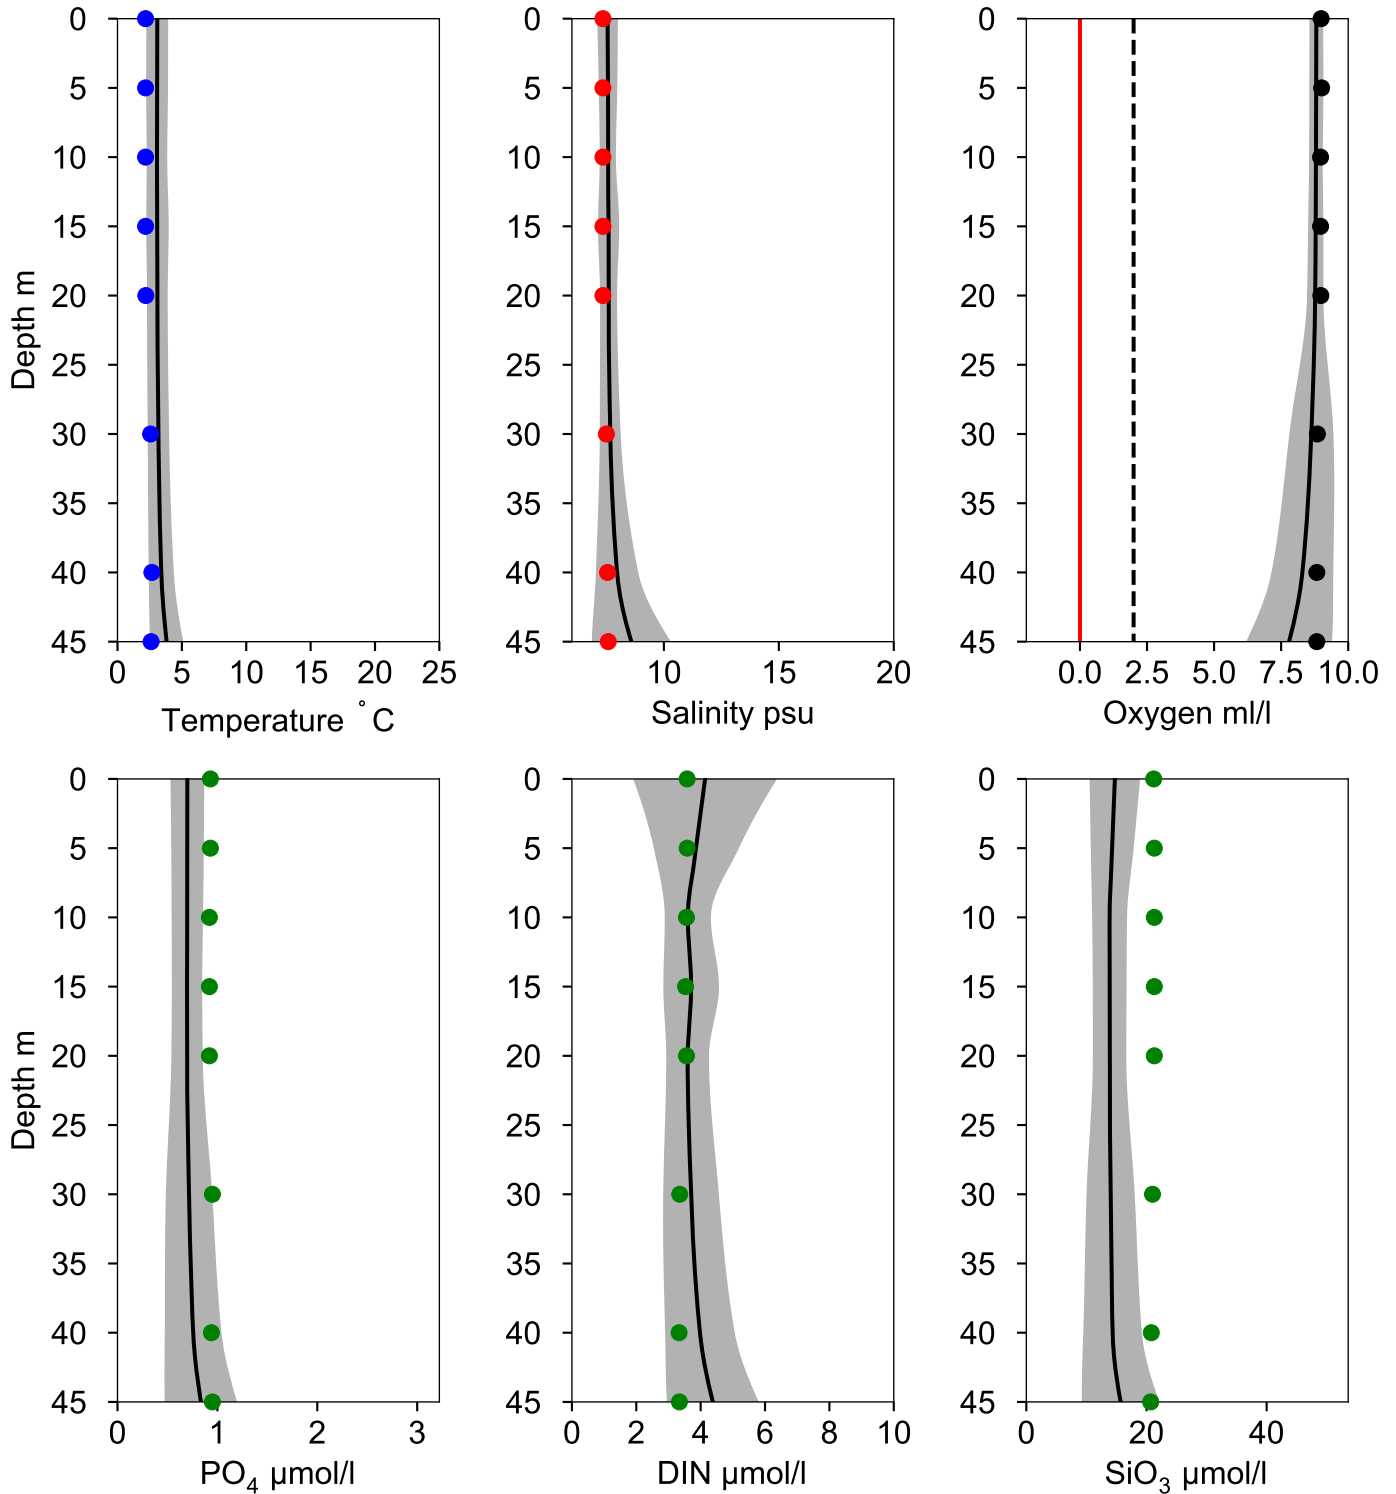 0 0 0
5 5 5
10 10 10
15 15 15
20 20 20
25 25 25
30 30 30
35 35 35
40 40 40
45 45 45
Depth m
0 5 10 15 20 25
Temperature °C
10 15 20
Salinity psu
0.0 2.5 5.0 7.5 10.0
Oxygen ml/l
0 0 0
5 5 5
10 10 10
15 15 15
20 20 20
25 25 25
30 30 30
35 35 35
40 40 40
45 45 45
Depth m
0 1 2 3
PO₄ µmol/l
0 2 4 6 8 10
DIN µmol/l
0 20 40
SiO₃ µmol/l